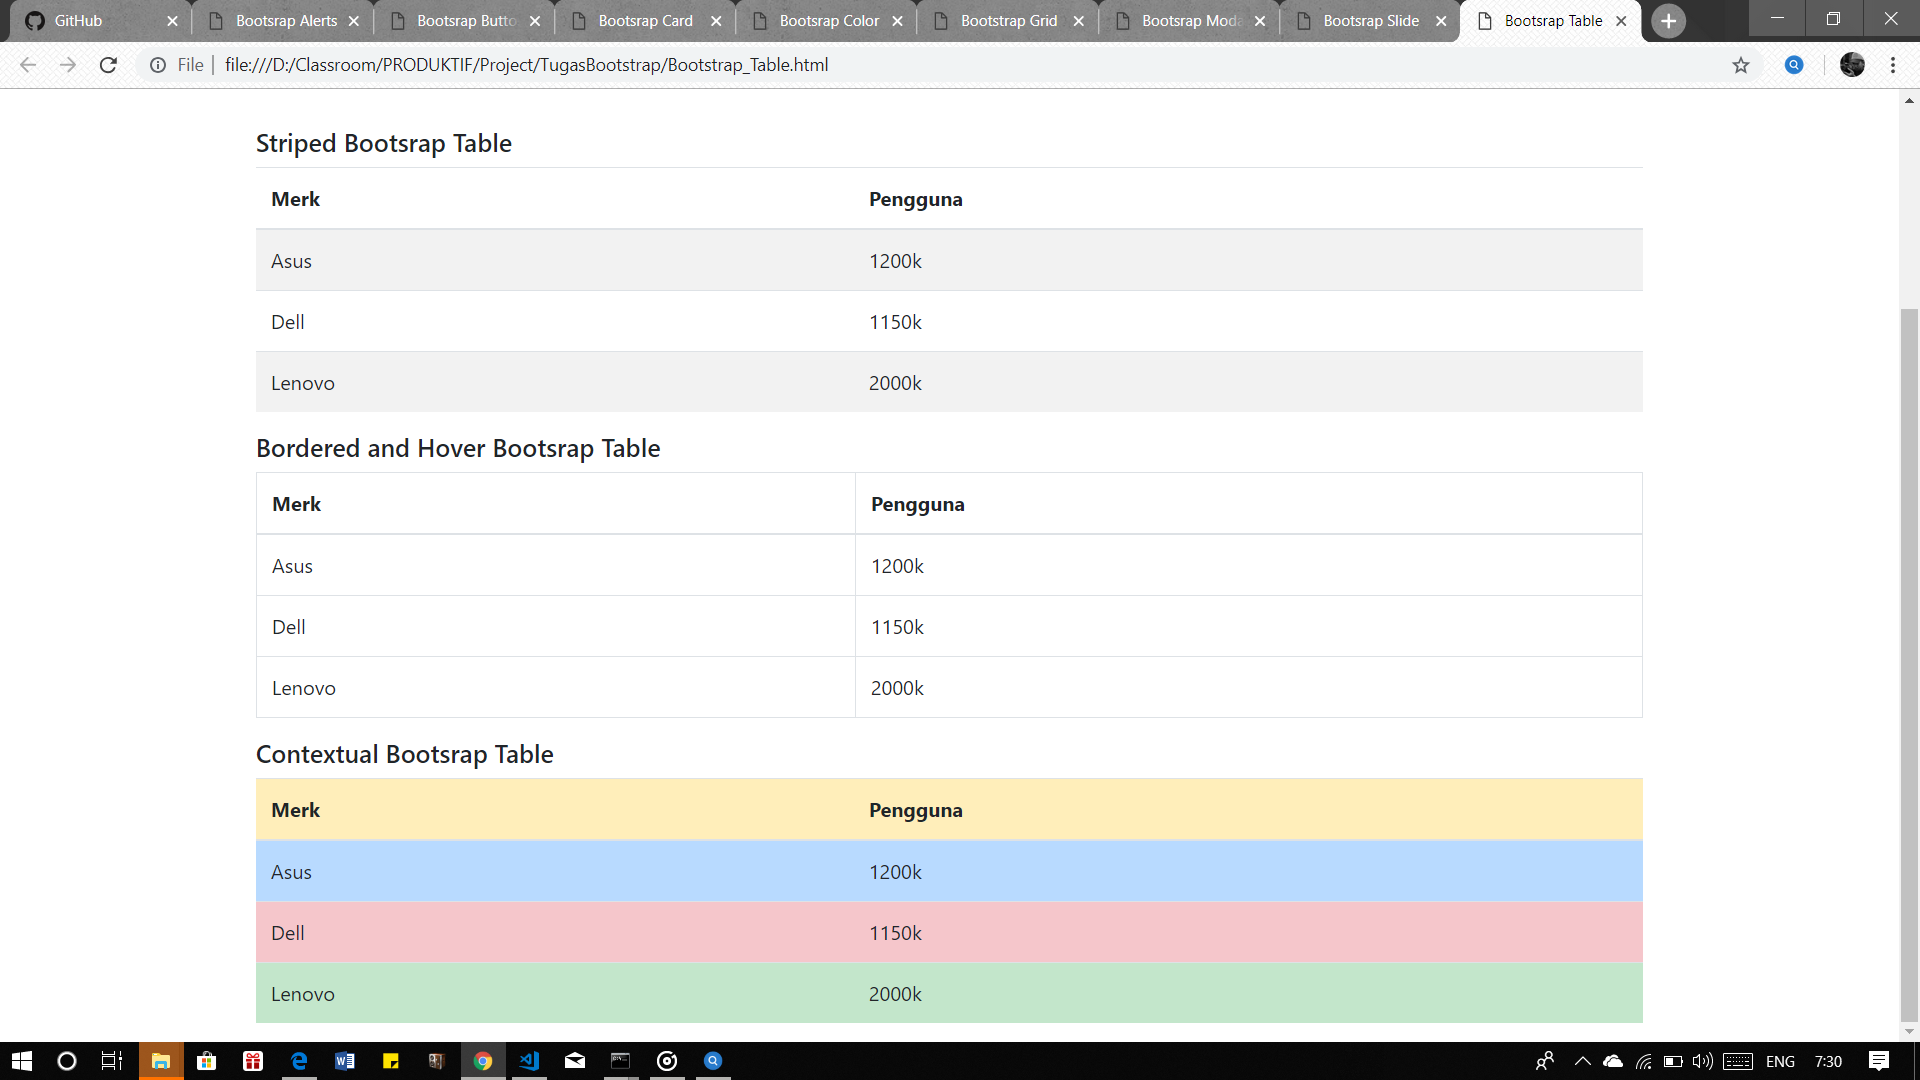 GitHub
Bootsrap Alerts
Bootsrap Butto
Bootsrap Card
Bootsrap Color
Bootstrap Grid
Bootsrap Moda
Bootsrap Slide
Bootsrap Table
File
file:///D:/Classroom/PRODUKTIF/Project/TugasBootstrap/Bootstrap_Table.html
Striped Bootsrap Table
Merk Pengguna
Asus 1200k
Dell 1150k
Lenovo 2000k
Bordered and Hover Bootsrap Table
Merk Pengguna
Asus 1200k
Dell 1150k
Lenovo 2000k
Contextual Bootsrap Table
Merk Pengguna
Asus 1200k
Dell 1150k
Lenovo 2000k
ENG 7:30